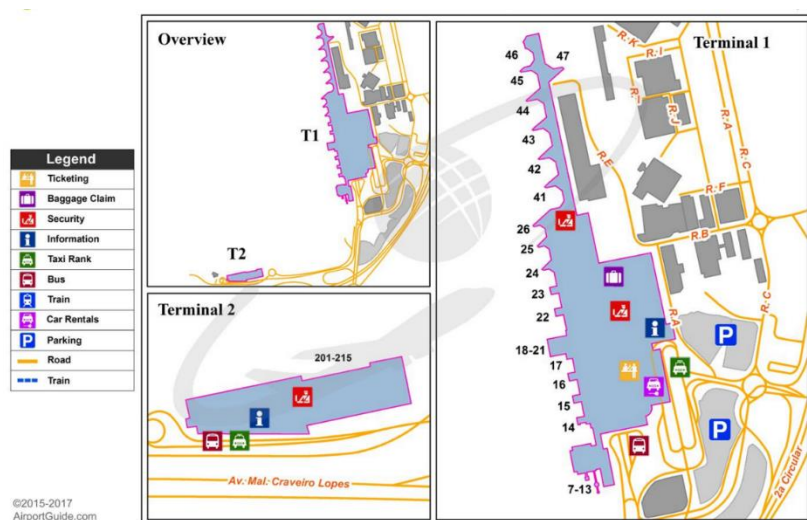 Overview
T1
T2
Terminal 2
201-215
Av. Mal. Craveiro Lopes
Terminal 1
46
47
45
44
43
42
41
26
25
24
23
22
18-21
17
16
15
14
7-13
R. K
R. I
R. I
R. J
R. A
R. C
R. E
R. F
R. B
R. A
R. C
P
P
2a Circular
Legend
Ticketing
Baggage Claim
Security
Information
Taxi Rank
Bus
Train
Car Rentals
P Parking
Road
Train
©2015-2017
AirportGuide.com